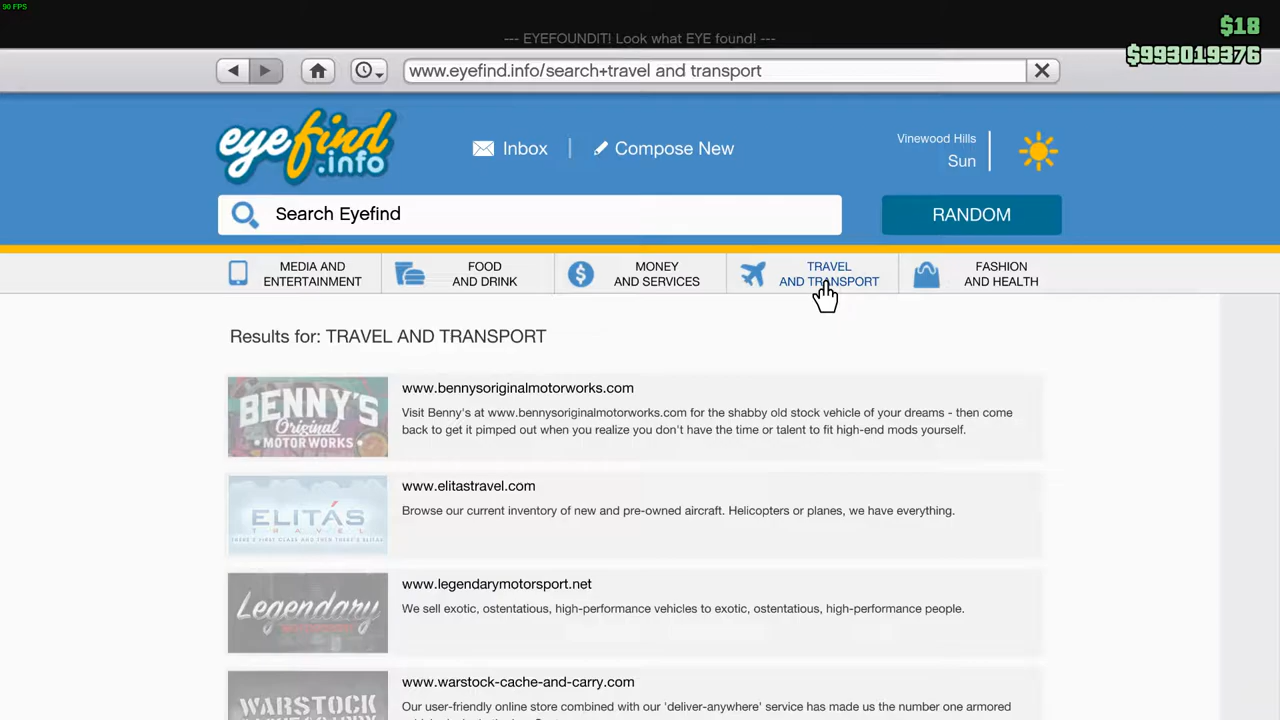 90 FPS
$18
--- EYEFOUNDIT! Look what EYE found! ---
$993019376
www.eyefind.info/search+travel and transport
eyefind
.info
Inbox
Compose New
Vinewood Hills
Sun
Search Eyefind
RANDOM
MEDIA AND
ENTERTAINMENT
FOOD
AND DRINK
MONEY
AND SERVICES
TRAVEL
AND TRANSPORT
FASHION
AND HEALTH
Results for: TRAVEL AND TRANSPORT
BENNY'S
Original
MOTOR WORKS
www.bennysoriginalmotorworks.com
Visit Benny's at www.bennysoriginalmotorworks.com for the shabby old stock vehicle of your dreams - then come
back to get it pimped out when you realize you don't have the time or talent to fit high-end mods yourself.
ELITÁS
TRAVEL
THERE'S FIRST CLASS AND THEN THERE'S ELITAS
www.elitastravel.com
Browse our current inventory of new and pre-owned aircraft. Helicopters or planes, we have everything.
Legendary
www.legendarymotorsport.net
We sell exotic, ostentatious, high-performance vehicles to exotic, ostentatious, high-performance people.
WARSTOCK
www.warstock-cache-and-carry.com
Our user-friendly online store combined with our 'deliver-anywhere' service has made us the number one armored